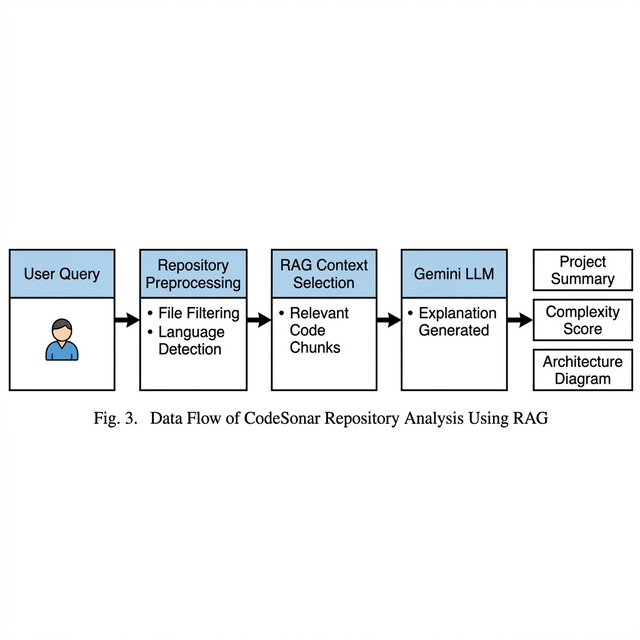 User Query
Repository
Preprocessing
• File Filtering
• Language
Detection
RAG Context
Selection
• Relevant
Code
Chunks
Gemini LLM
• Explanation
Generated
Project
Summary
Complexity
Score
Architecture
Diagram
Fig. 3. Data Flow of CodeSonar Repository Analysis Using RAG